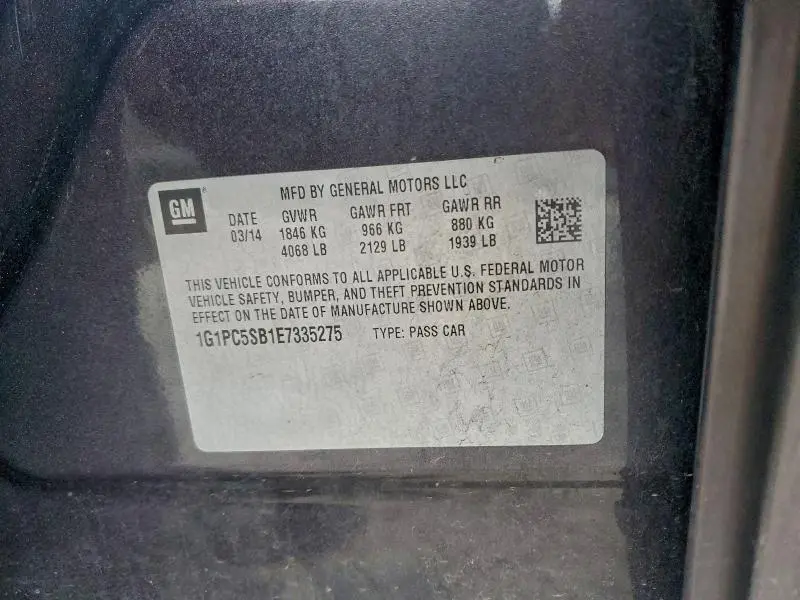 GM
MFD BY GENERAL MOTORS LLC
DATE GVWR GAWR FRT GAWR RR
03/14 1846 KG 966 KG 880 KG
4068 LB 2129 LB 1939 LB
THIS VEHICLE CONFORMS TO ALL APPLICABLE U.S. FEDERAL MOTOR
VEHICLE SAFETY, BUMPER, AND THEFT PREVENTION STANDARDS IN
EFFECT ON THE DATE OF MANUFACTURE SHOWN ABOVE.
1G1PC5SB1E7335275 TYPE: PASS CAR